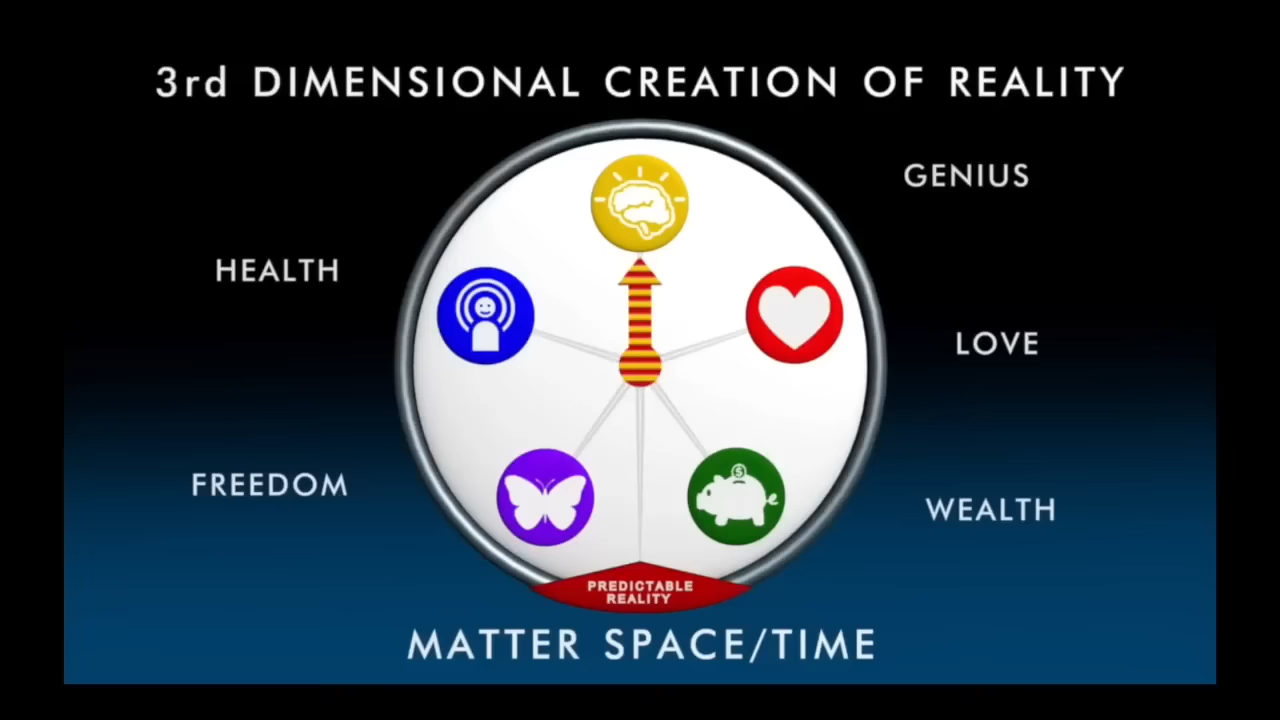 3rd DIMENSIONAL CREATION OF REALITY
GENIUS
HEALTH
LOVE
FREEDOM
WEALTH
$
PREDICTABLE
REALITY
MATTER SPACE/TIME